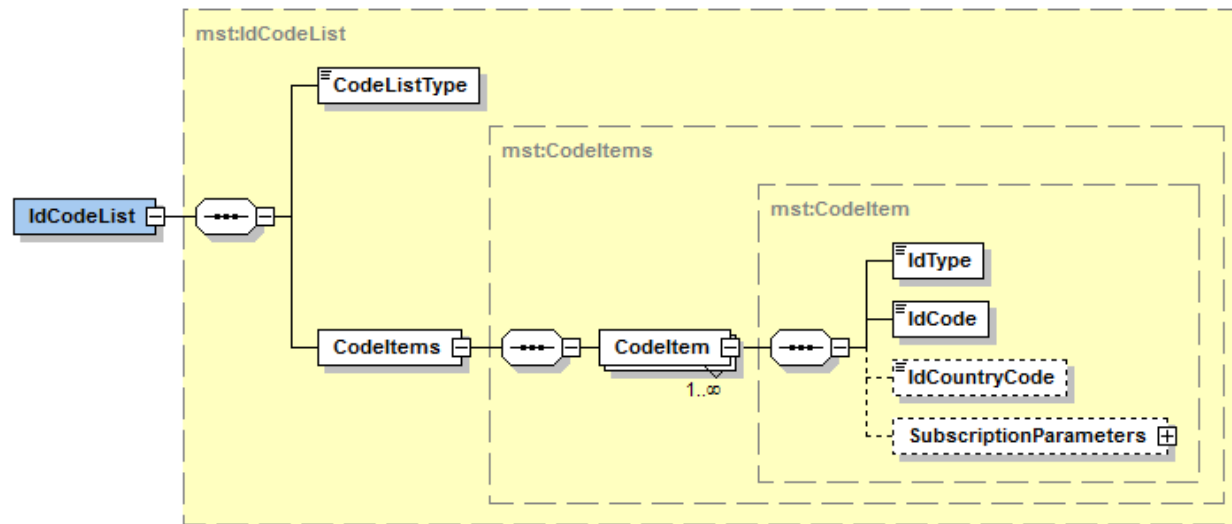 mst:IdCodeList
CodeListType
mst:CodeItems
mst:CodeItem
IdCodeList
IdType
IdCode
CodeItems
CodeItem
1..∞
IdCountryCode
SubscriptionParameters